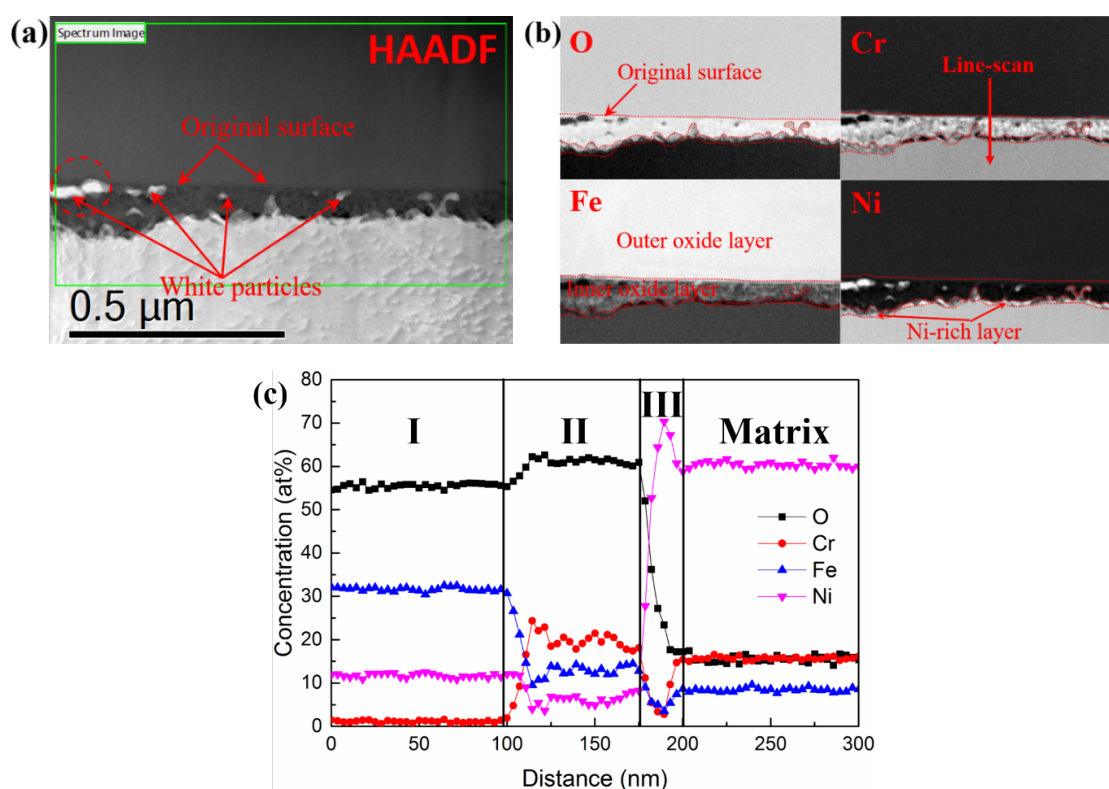 (a)
Spectrum Image
HAADF
Original surface
White particles
0.5 µm
(b)
O
Original surface
Cr
Line-scan
Fe
Outer oxide layer
Inner oxide layer
Ni
Ni-rich layer
(c)
I
II
III
Matrix
Concentration (at%)
80
70
60
50
40
30
20
10
0
O
Cr
Fe
Ni
0 50 100 150 200 250 300
Distance (nm)